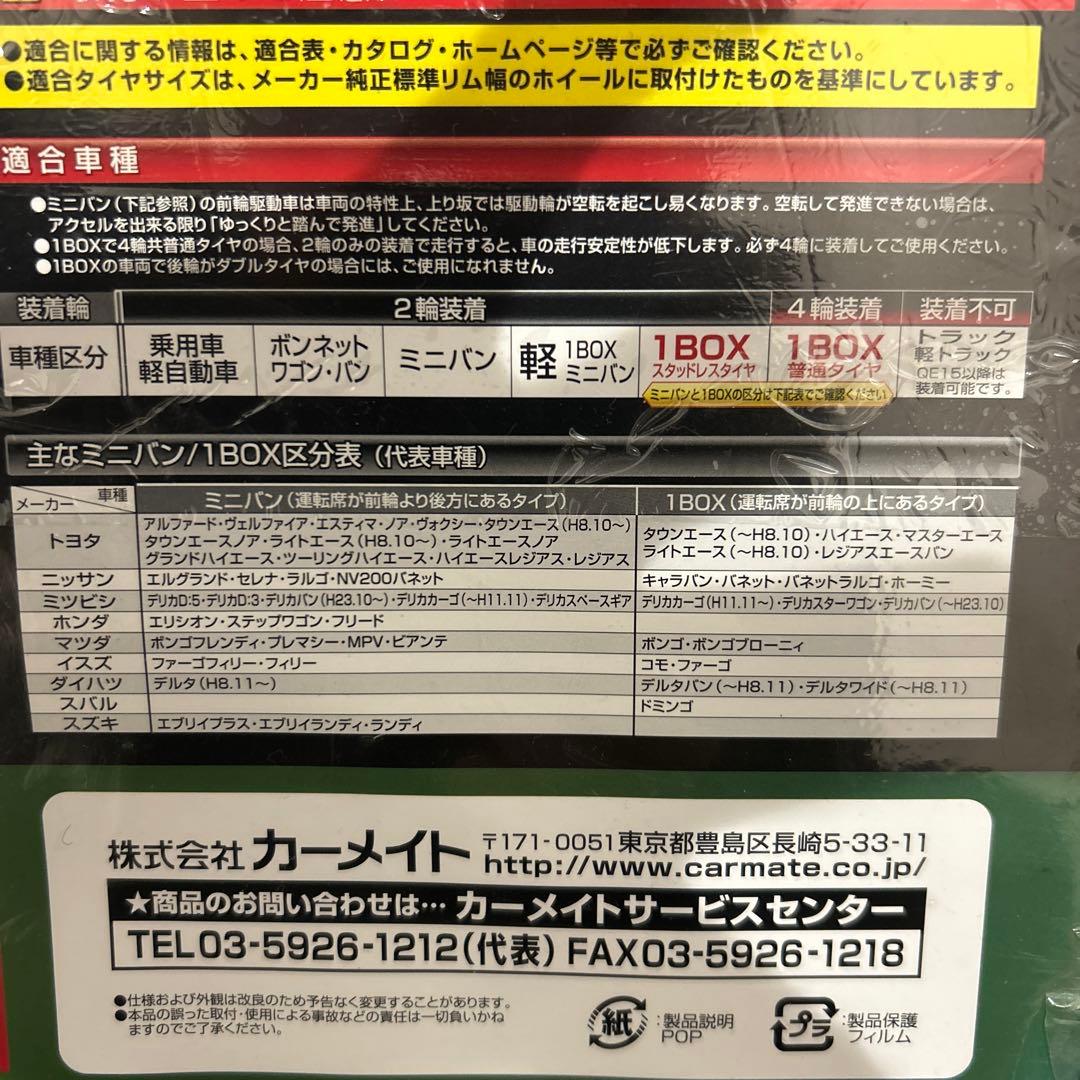 ●適合に関する情報は、適合表・カタログ・ホームページ等で必ずご確認ください。
●適合タイヤサイズは、メーカー純正標準リム幅のホイールに取付けたものを基準にしています。
適合車種
●ミニバン(下記参照)の前輪駆動車は車両の特性上、上り坂では駆動輪が空転を起こし易くなります。空転して発進できない場合は、
アクセルを出来る限り「ゆっくりと踏んで発進」してください。
●1BOXで4輪共普通タイヤの場合、2輪のみの装着で走行すると、車の走行安定性が低下します。必ず4輪に装着してご使用ください。
●1BOXの車両で後輪がダブルタイヤの場合には、ご使用になれません。
装着輪 2輪装着 4輪装着 装着不可
車種区分 乗用車 軽自動車 ボンネット ワゴン・バン ミニバン 軽 1BOX ミニバン 1BOX スタッドレスタイヤ 1BOX 普通タイヤ トラック 軽トラック QE15以降は 装着可能です。
ミニバンと1BOXの区分は下記表でご確認ください
主なミニバン/1BOX区分表(代表車種)
メーカー 車種 ミニバン(運転席が前輪より後方にあるタイプ) 1BOX(運転席が前輪の上にあるタイプ)
トヨタ アルファード・ヴェルファイア・エスティマ・ノア・ヴォクシー・タウンエース(H8.10～)
タウンエースノア・ライトエース(H8.10～)・ライトエースノア
グランドハイエース・ツーリングハイエース・ハイエースレジアス・レジアス
タウンエース(～H8.10)・ハイエース・マスターエース
ライトエース(～H8.10)・レジアスエースバン
ニッサン エルグランド・セレナ・ラルゴ・NV200バネット キャラバン・バネット・バネットラルゴ・ホーミー
ミツビシ デリカD:5・デリカD:3・デリカバン(H23.10～)・デリカカーゴ(～H11.11)・デリカスペースギア デリカカーゴ(H11.11～)・デリカスターワゴン・デリカバン(～H23.10)
ホンダ エリシオン・ステップワゴン・フリード
マツダ ボンゴフレンディ・プレマシー・MPV・ビアンテ ボンゴ・ボンゴブローニィ
イスズ ファーゴフィリー・フィリー コモ・ファーゴ
ダイハツ デルタ(H8.11～) デルタバン(～H8.11)・デルタワイド(～H8.11)
スバル ドミンゴ
スズキ エブリイプラス・エブリイランディ・ランディ
株式会社 カーメイト 〒171-0051東京都豊島区長崎5-33-11
http://www.carmate.co.jp/
★商品のお問い合わせは… カーメイトサービスセンター
TEL03-5926-1212(代表) FAX03-5926-1218
●仕様および外観は改良のため予告なく変更することがあります。
●本品の誤った取付・使用による事故などの責任は一切負いかね
ますのでご了承ください。
紙 :製品説明 POP
プラ :製品保護 フィルム